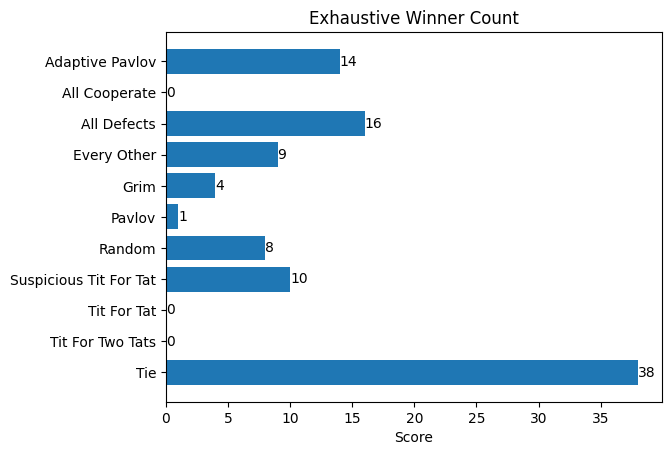 Exhaustive Winner Count
Adaptive Pavlov 14
All Cooperate 0
All Defects 16
Every Other 9
Grim 4
Pavlov 1
Random 8
Suspicious Tit For Tat 10
Tit For Tat 0
Tit For Two Tats 0
Tie 38
0 5 10 15 20 25 30 35
Score